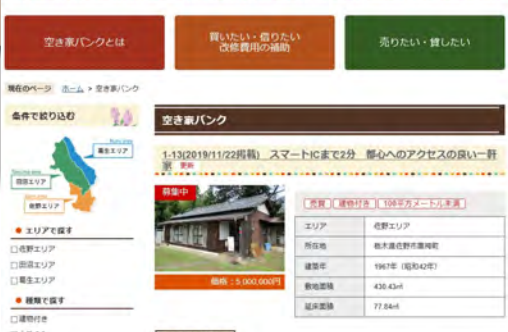 空き家バンクとは
買いたい・借りたい
改修費用の補助
売りたい・貸したい
現在のページ ホーム > 空き家バンク
条件で絞り込む
葛生エリア
田沼エリア
佐野エリア
エリアで探す
佐野エリア
田沼エリア
葛生エリア
種類で探す
建物付き
空き家バンク
1-13(2019/11/22掲載) スマートICまで2分 都心へのアクセスの良い一軒
家 更新
募集中
価格:5,000,000円
売買 建物付き 100平方メートル未満
エリア 佐野エリア
所在地 栃木県佐野市
建築年 1967年（昭和42年）
敷地面積 430.43㎡
延床面積 77.84㎡